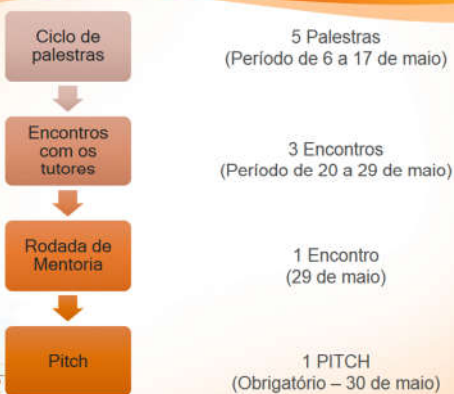 Ciclo de
palestras
5 Palestras
(Período de 6 a 17 de maio)
Encontros
com os
tutores
3 Encontros
(Período de 20 a 29 de maio)
Rodada de
Mentoria
1 Encontro
(29 de maio)
Pitch
1 PITCH
(Obrigatório – 30 de maio)